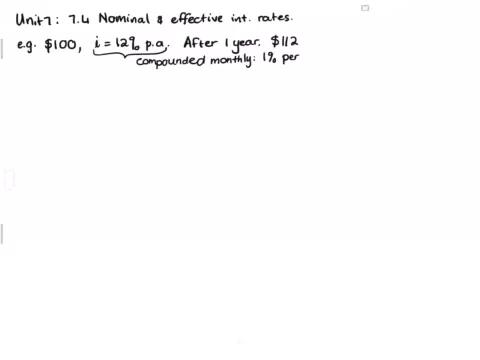 Unit 7: 7.4 Nominal & effective int. rates.
e.g. $100, i = 12% p.a. After 1 year. $112
compounded monthly: 1% per